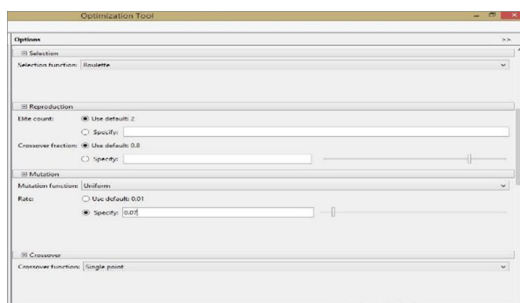 Optimization Tool
Options >>
Selection
Selection function: Roulette
Reproduction
Elite count: Use default: 2
Specify:
Crossover fraction: Use default: 0.8
Specify:
Mutation
Mutation function: Uniform
Rate: Use default: 0.01
Specify: 0.07
Crossover
Crossover function: Single point